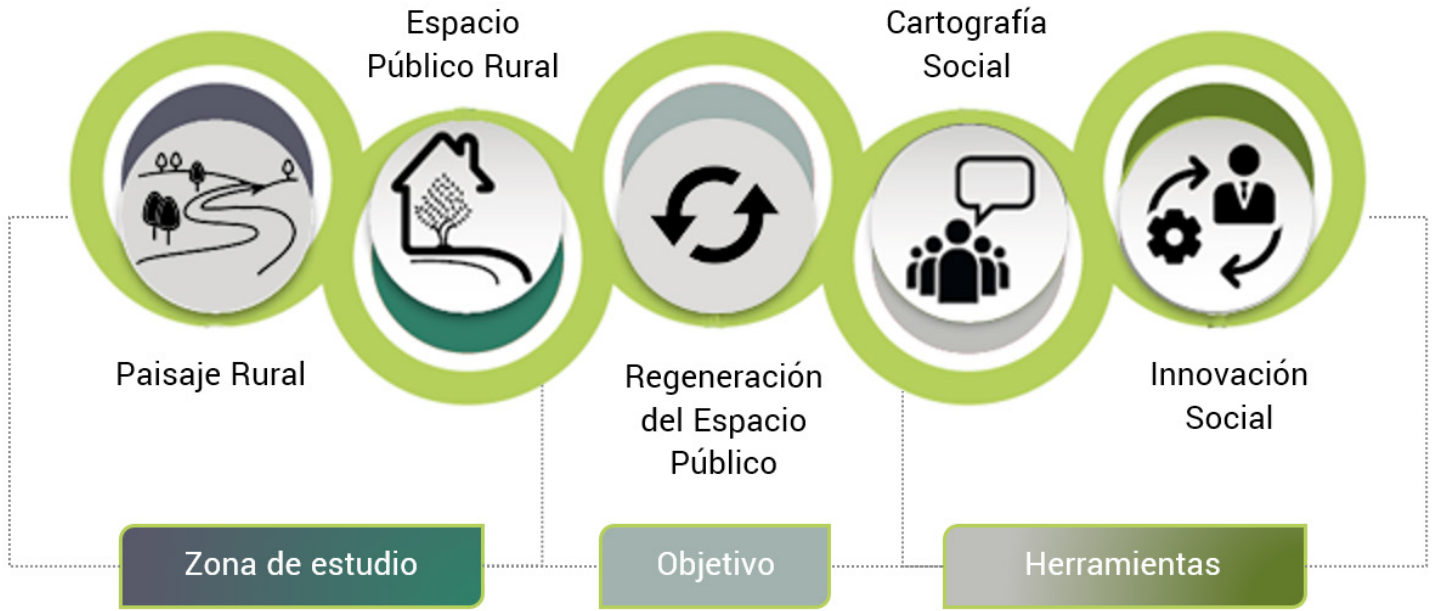 Espacio
Público Rural
Cartografía
Social
Paisaje Rural
Regeneración
del Espacio
Público
Innovación
Social
Zona de estudio
Objetivo
Herramientas